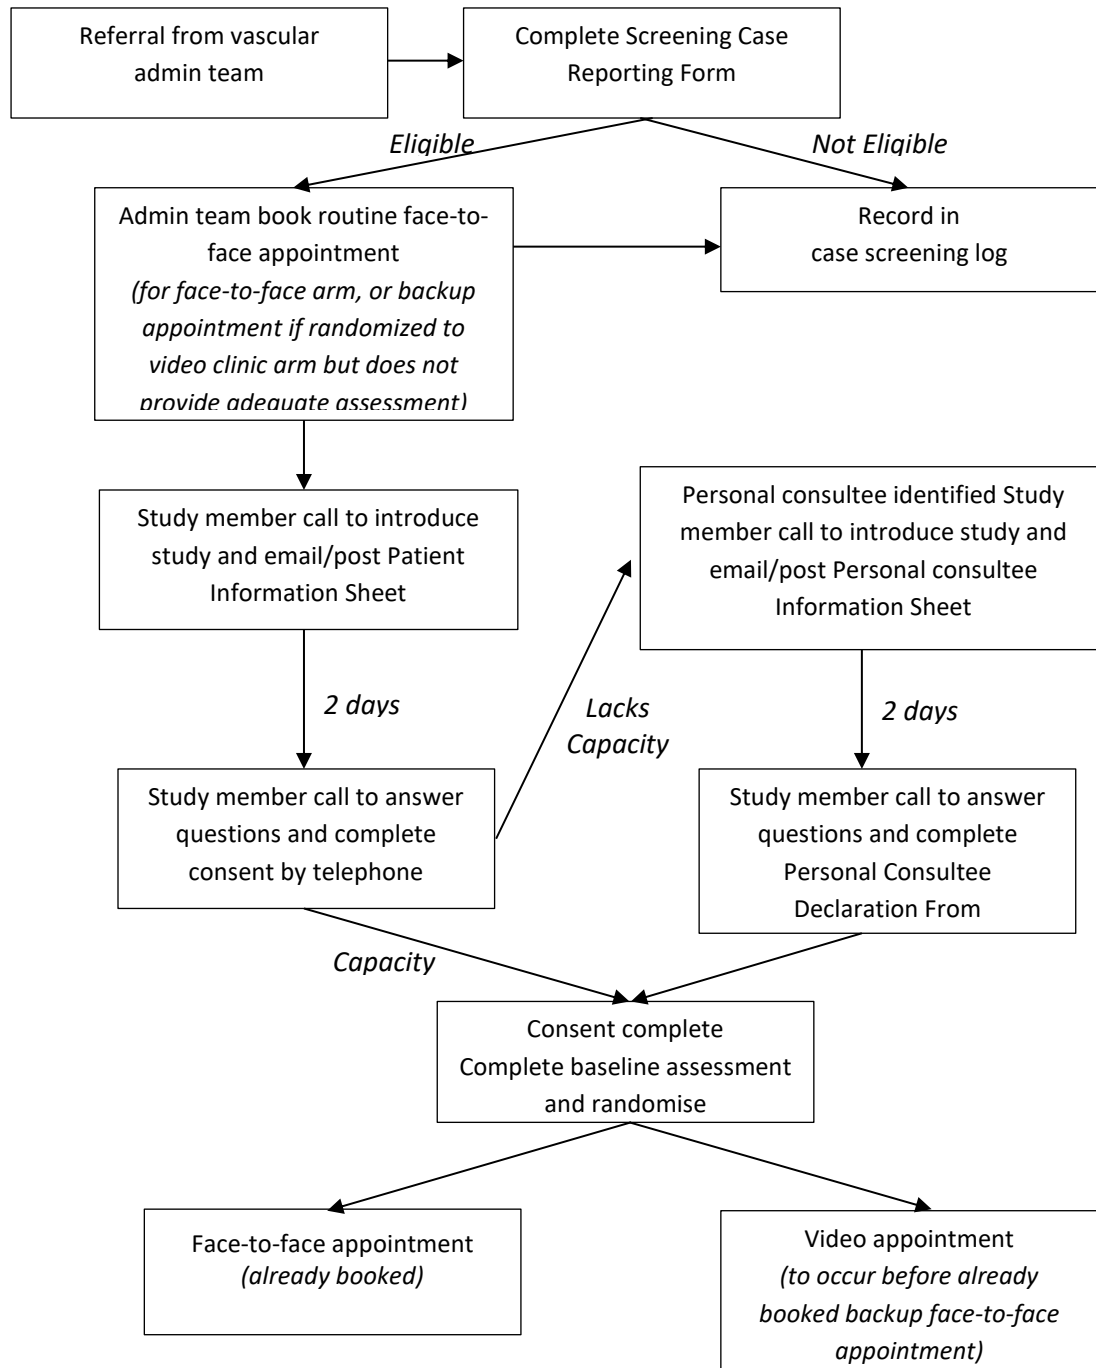 Referral from vascular
admin team
Complete Screening Case
Reporting Form
Eligible
Not Eligible
Admin team book routine face-to-
face appointment
(for face-to-face arm, or backup
appointment if randomized to
video clinic arm but does not
provide adequate assessment)
Record in
case screening log
Study member call to introduce
study and email/post Patient
Information Sheet
Personal consultee identified Study
member call to introduce study and
email/post Personal consultee
Information Sheet
2 days
Lacks
Capacity
2 days
Study member call to answer
questions and complete
consent by telephone
Study member call to answer
questions and complete
Personal Consultee
Declaration From
Capacity
Consent complete
Complete baseline assessment
and randomise
Face-to-face appointment
(already booked)
Video appointment
(to occur before already
booked backup face-to-face
appointment)